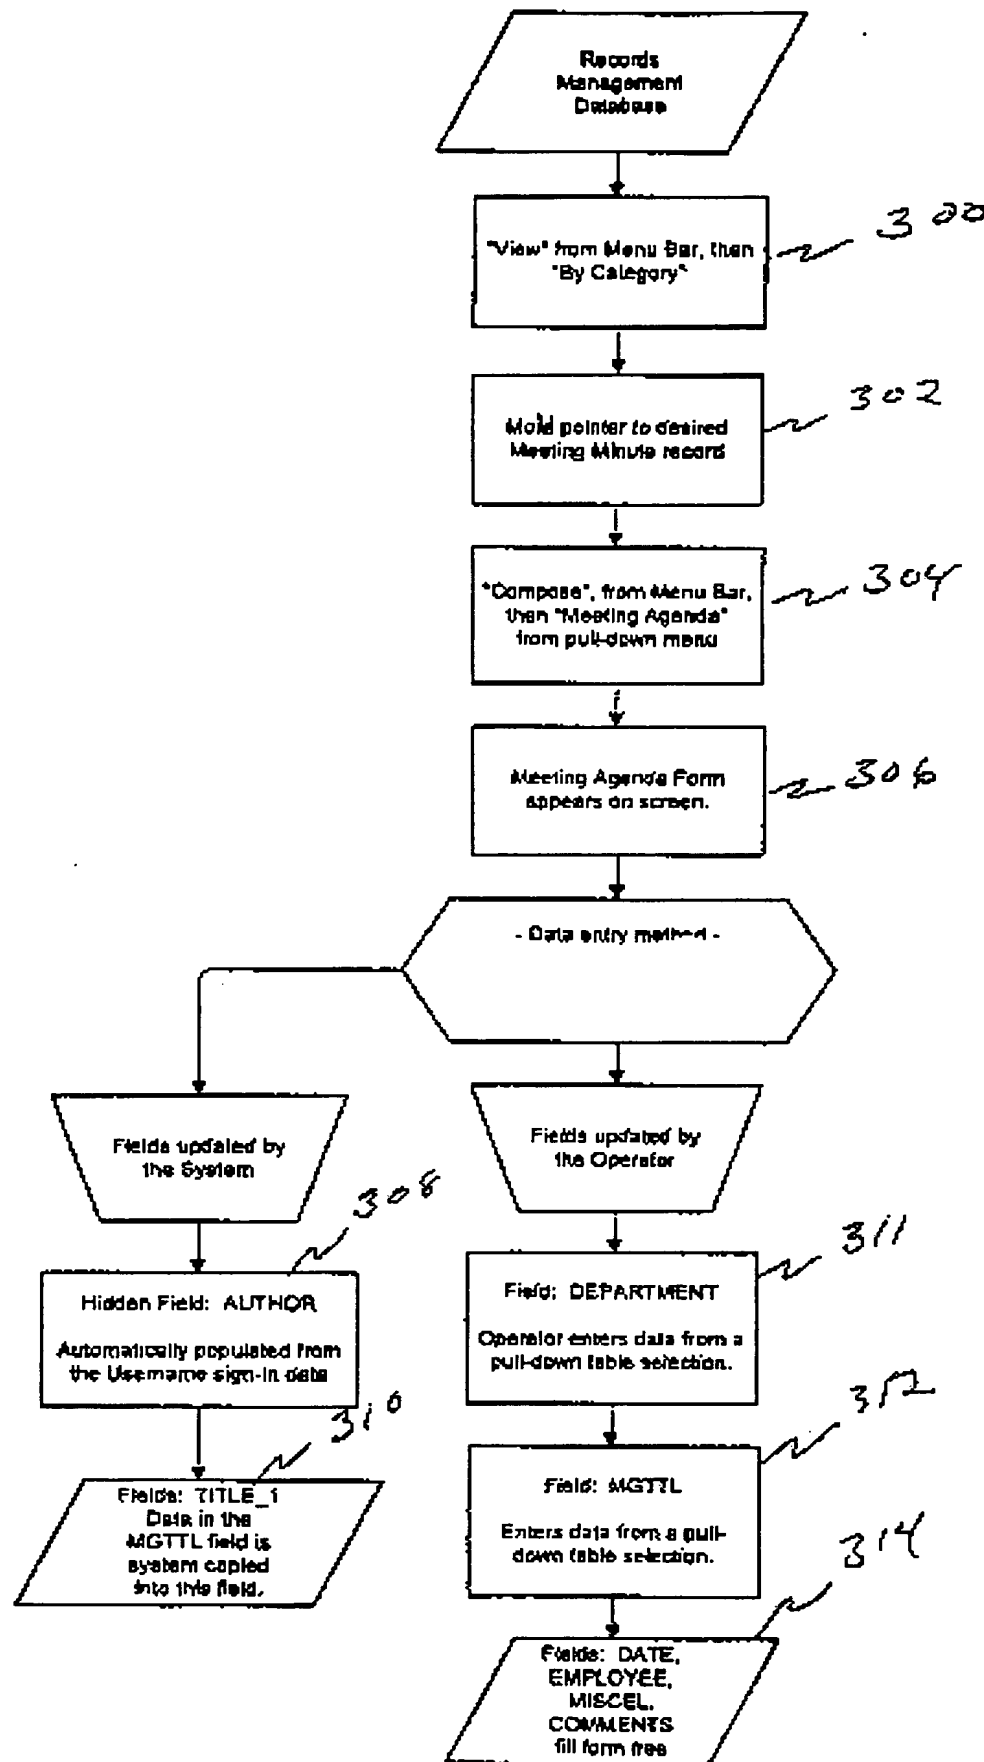 Records
Management
Database
"View" from Menu Bar, then
"By Category"
300
pointer to desired
Meeting Minute record
302
"Compose", from Menu Bar,
then "Meeting Agenda"
from pull-down menu
304
Meeting Agenda Form
appears on screen.
306
- Data entry method -
Fields updated by
the System
Fields updated by
the Operator
308
Hidden Field: AUTHOR
Automatically populated from
the Username sign-in data
311
Field: DEPARTMENT
Operator enters data from a
pull-down table selection.
310
Fields: TITLE_1
Data in the
MGTTL field is
system copied
into this field.
312
Field: MGTTL
Enters data from a pull-
down table selection.
314
Fields: DATE,
EMPLOYEE,
MISCEL,
COMMENTS
fill form free